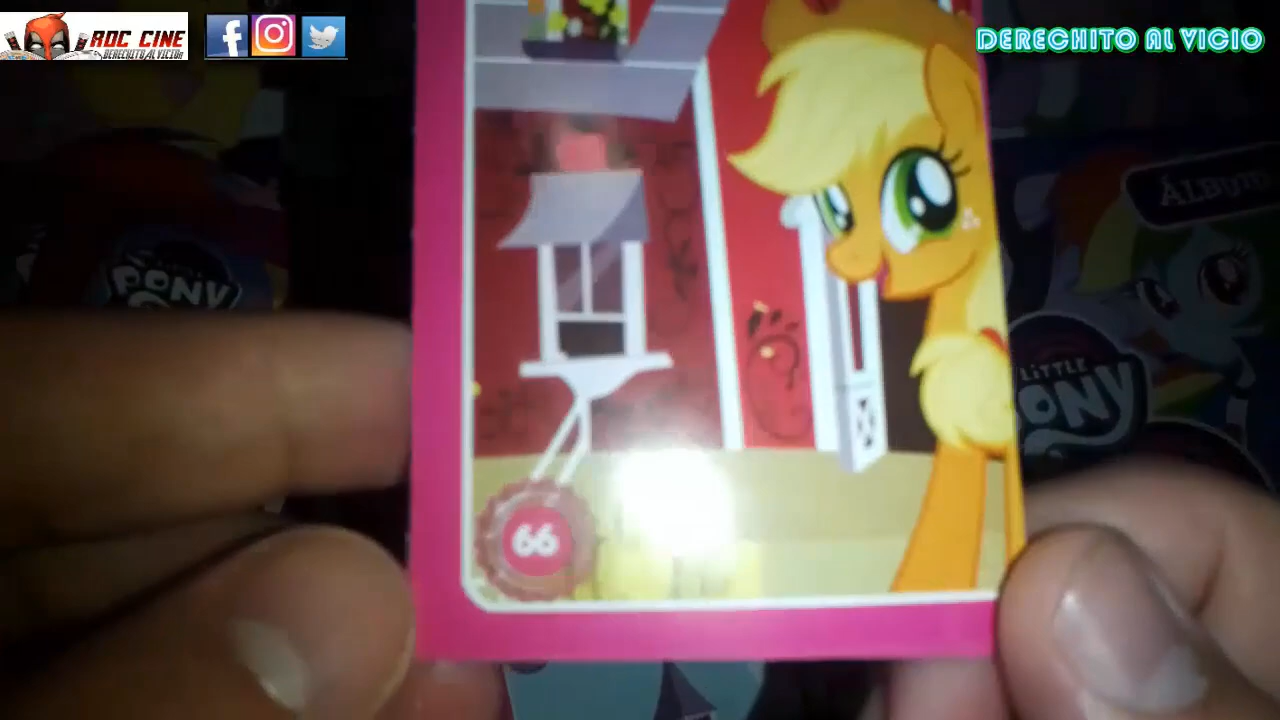 ROC CINE
DERECHITO AL VICIO
DERECHITO AL VICIO
PONY
ÁLBUM
LITTLE
PONY
66